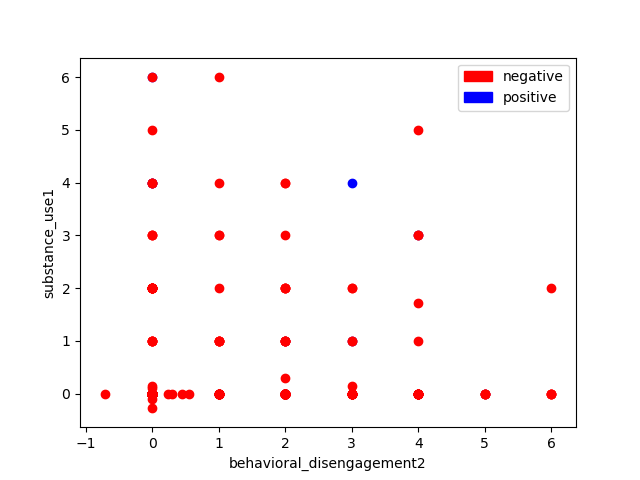 negative
positive
6
5
4
3
2
1
0
substance_use1
−1 0 1 2 3 4 5 6
behavioral_disengagement2